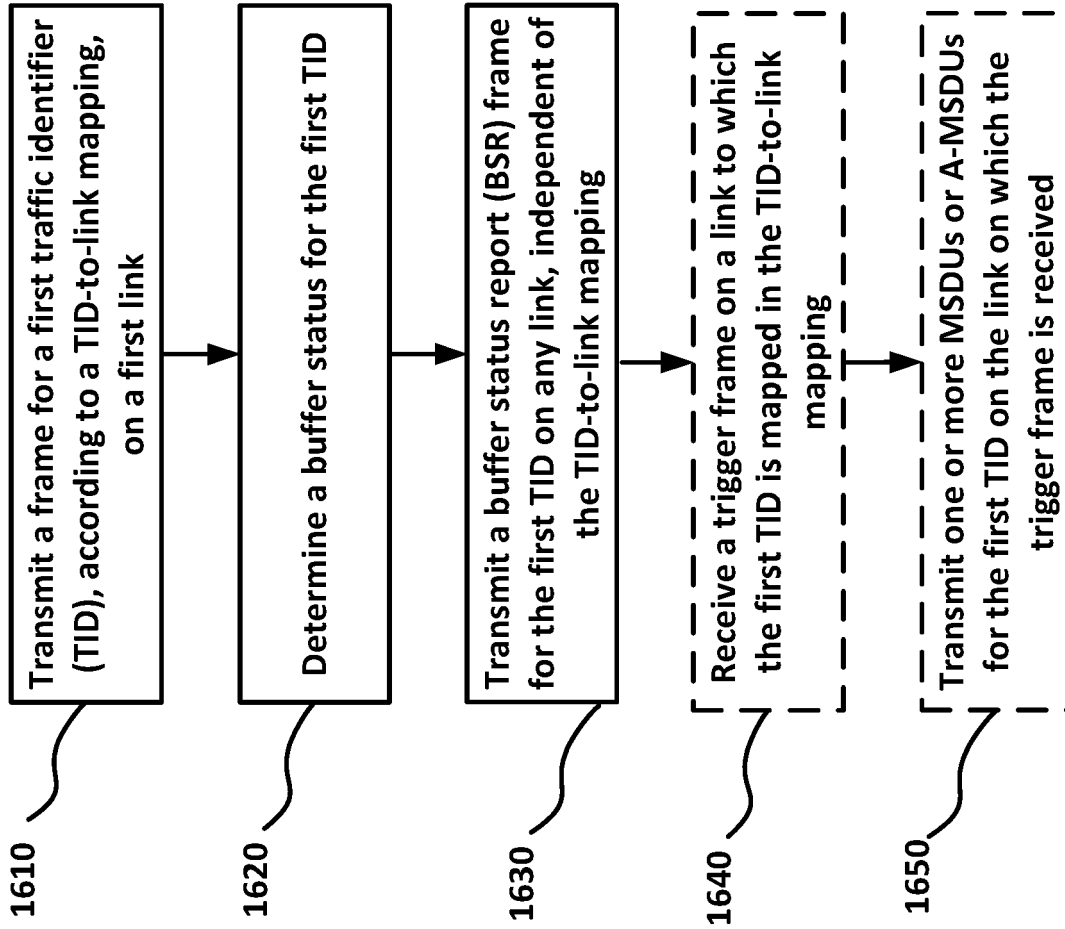 1610
Transmit a frame for a first traffic identifier
(TID), according to a TID-to-link mapping,
on a first link
1620
Determine a buffer status for the first TID
1630
Transmit a buffer status report (BSR) frame
for the first TID on any link, independent of
the TID-to-link mapping
1640
Receive a trigger frame on a link to which
the first TID is mapped in the TID-to-link
mapping
1650
Transmit one or more MSDUs or A-MSDUs
for the first TID on the link on which the
trigger frame is received